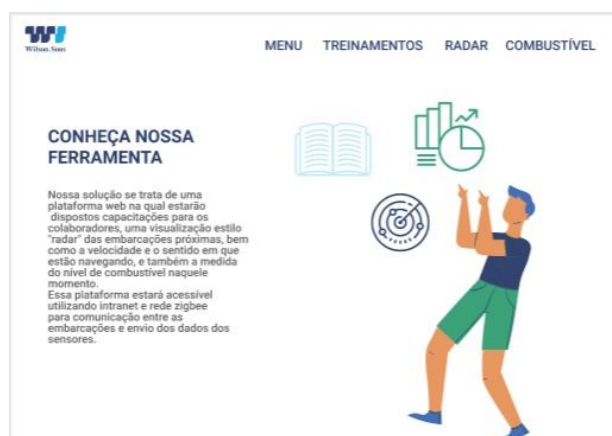 Wilson, Sons
MENU TREINAMENTOS RADAR COMBUSTÍVEL
CONHEÇA NOSSA
FERRAMENTA
Nossa solução se trata de uma
plataforma web na qual estarão
dispostos capacitações para os
colaboradores, uma visualização estilo
"radar" das embarcações próximas, bem
como a velocidade e o sentido em que
estão navegando, e também a medida
do nível de combustível naquele
momento.
Essa plataforma estará acessível
utilizando intranet e rede zigbee
para comunicação entre as
embarcações e envio dos dados dos
sensores.